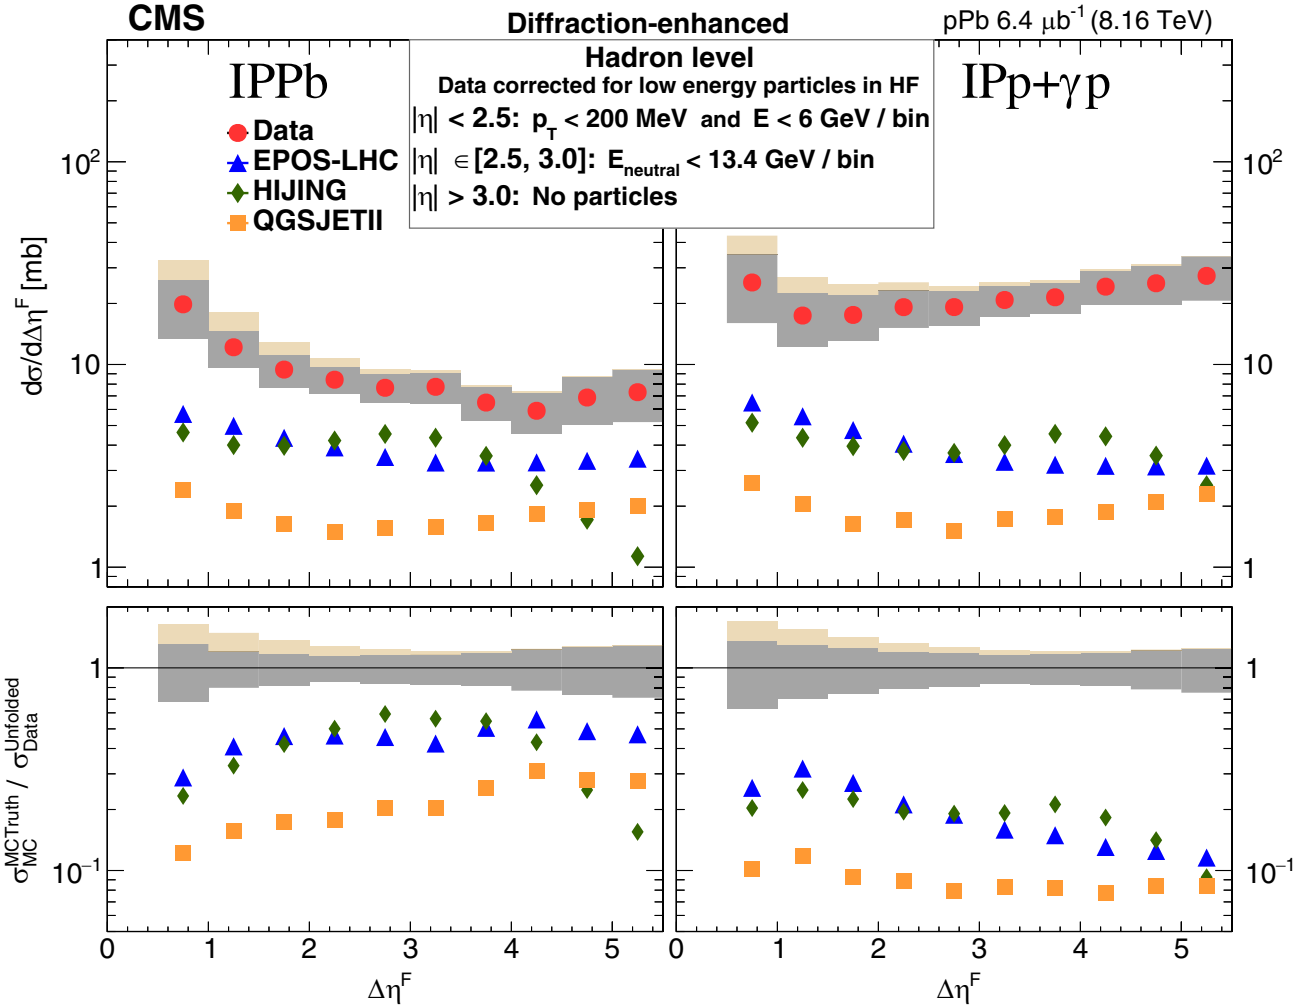 CMS
Diffraction-enhanced
pPb 6.4 μb⁻¹ (8.16 TeV)
Hadron level
Data corrected for low energy particles in HF
|η| < 2.5: p_T < 200 MeV and E < 6 GeV / bin
|η| ∈ [2.5, 3.0]: E_neutral < 13.4 GeV / bin
|η| > 3.0: No particles
IPPb
Data
EPOS-LHC
HIJING
QGSJETII
IPp+γp
dσ/dΔη^F [mb]
10²
10
1
10²
10
1
σ_MC^MCTruth / σ_Data^Unfolded
1
10⁻¹
1
10⁻¹
0 1 2 3 4 5
0 1 2 3 4 5
Δη^F
Δη^F